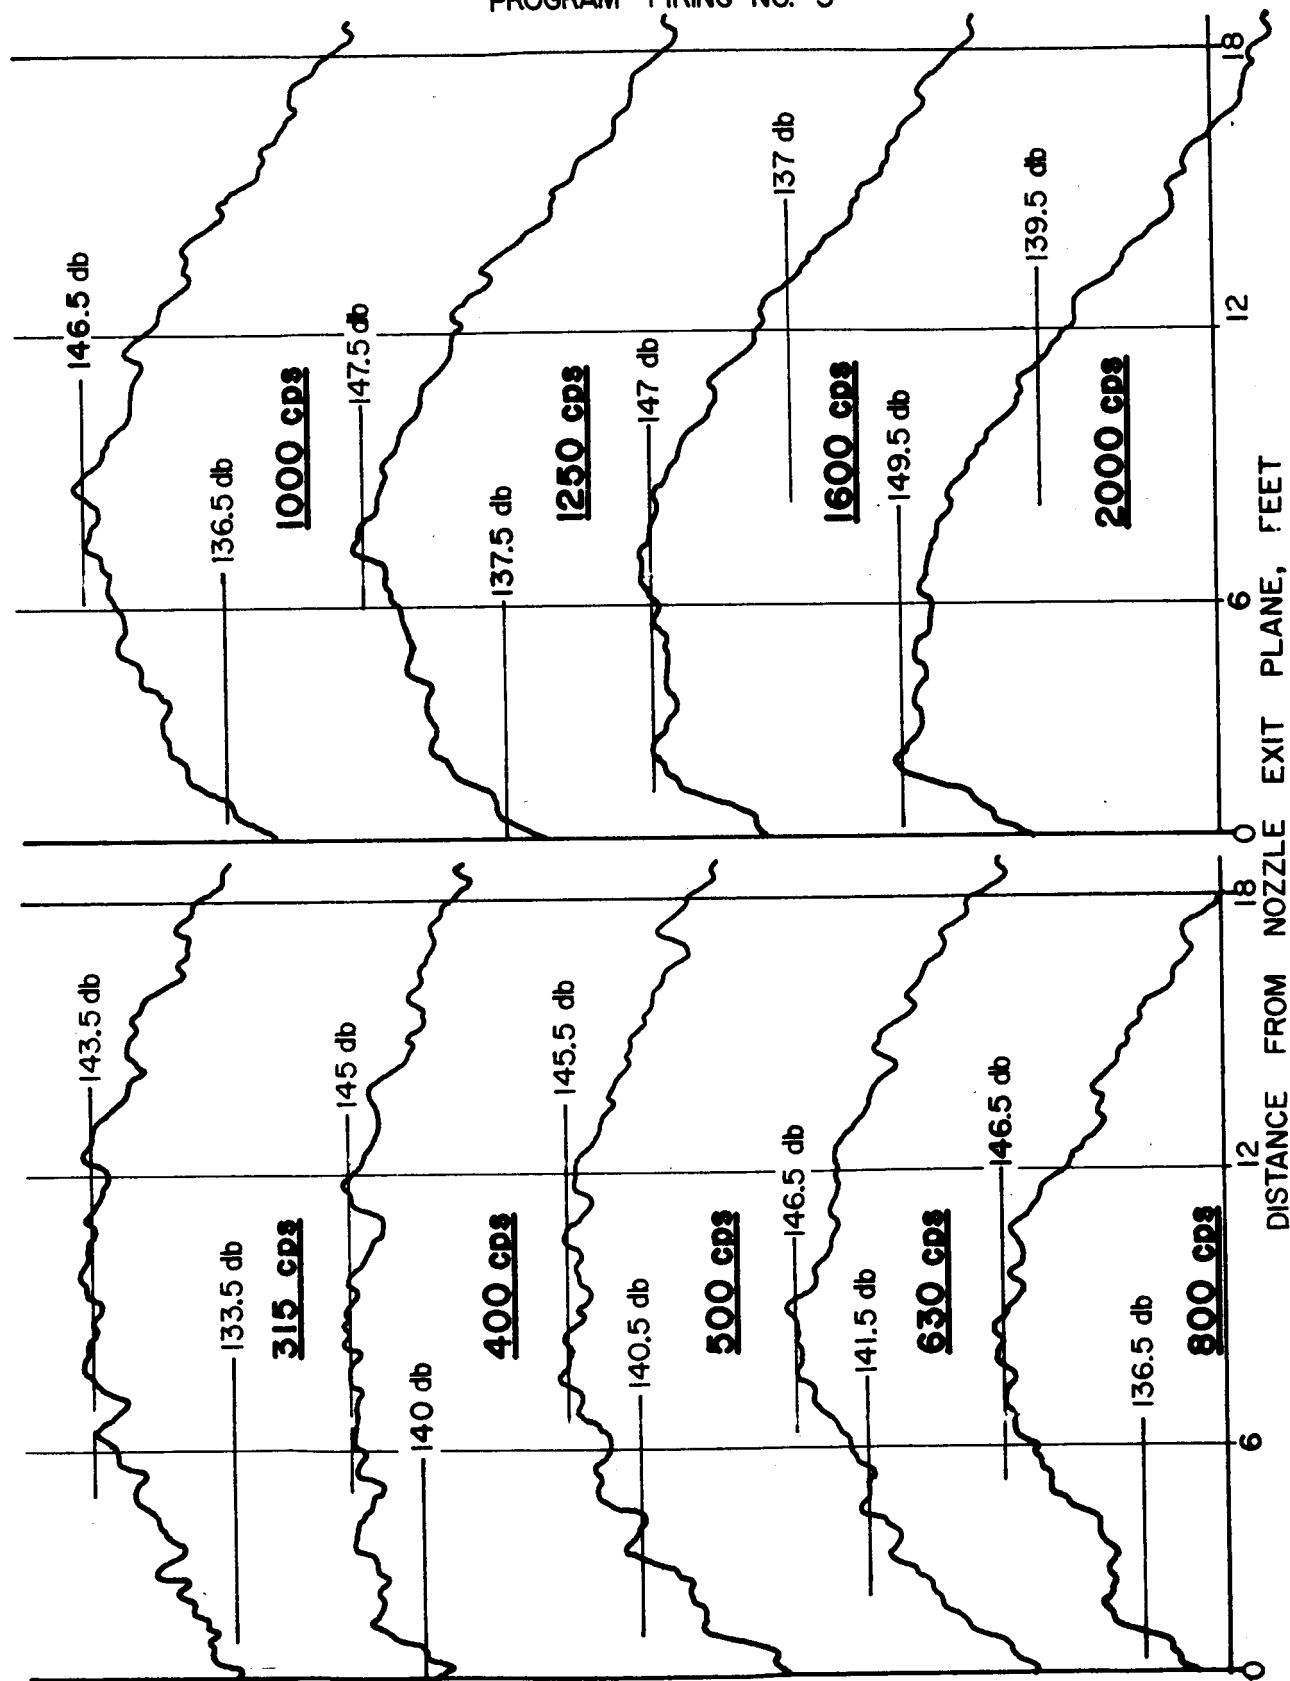 PROGRAM FIRING NO.
143.5 db
133.5 db
315 cps
145 db
140 db
400 cps
145.5 db
140.5 db
500 cps
146.5 db
141.5 db
630 cps
146.5 db
136.5 db
800 cps
0
6
12
18
146.5 db
136.5 db
1000 cps
147.5 db
137.5 db
1250 cps
147 db
137 db
1600 cps
149.5 db
139.5 db
2000 cps
0
6
12
18
DISTANCE FROM NOZZLE EXIT PLANE, FEET